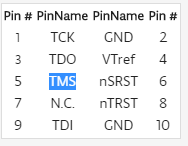 Pin # PinName PinName Pin #
1 TCK GND 2
3 TDO VTref 4
5 TMS nSRST 6
7 N.C. nTRST 8
9 TDI GND 10